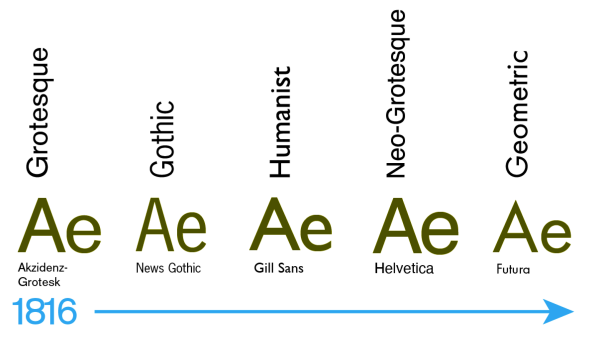 Grotesque
Gothic
Humanist
Neo-Grotesque
Geometric
Ae
Ae
Ae
Ae
Ae
Akzidenz-
Grotesk
News Gothic
Gill Sans
Helvetica
Futura
1816